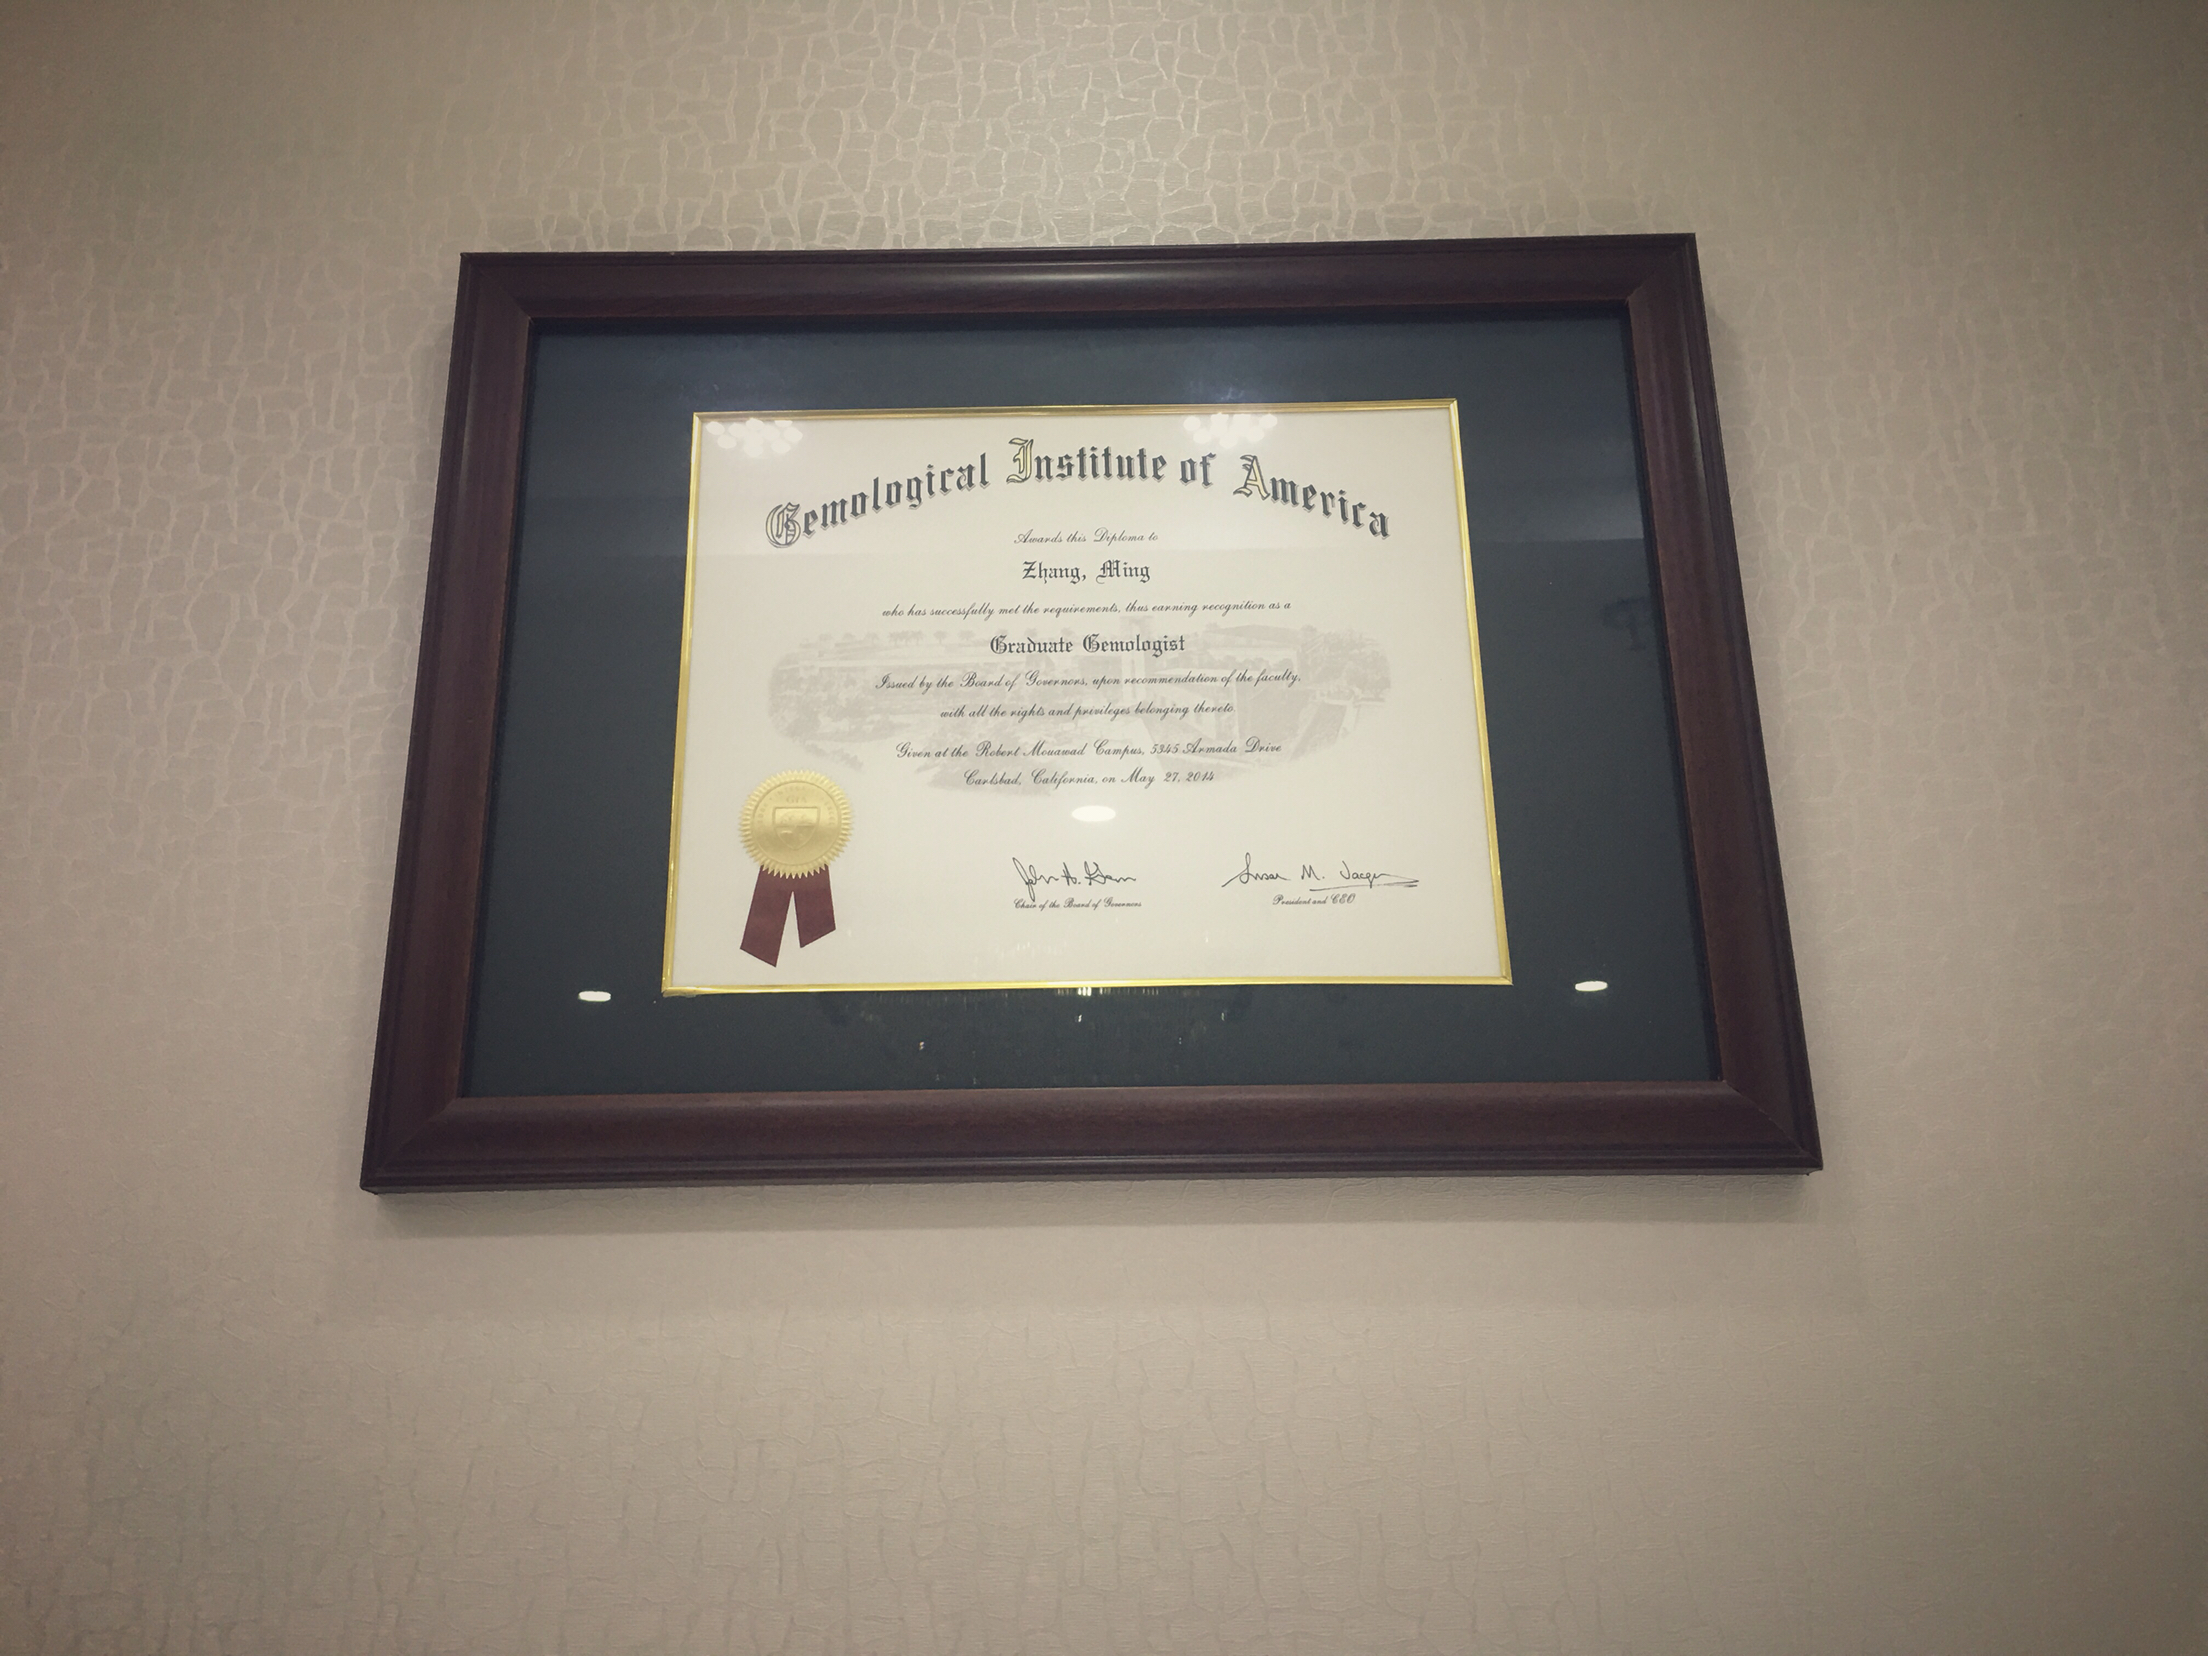 Gemological Institute of America
Awards this Diploma to
Zhang, Ming
who has successfully met the requirements, thus earning recognition as a
Graduate Gemologist
Issued by the Board of Governors, upon recommendation of the faculty,
with all the rights and privileges belonging thereto.
Given at the Robert Mouawad Campus, 5345 Armada Drive
Carlsbad, California, on May 27, 2014
GIA
Susan M. Jacques
Chair of the Board of Governors
President and CEO